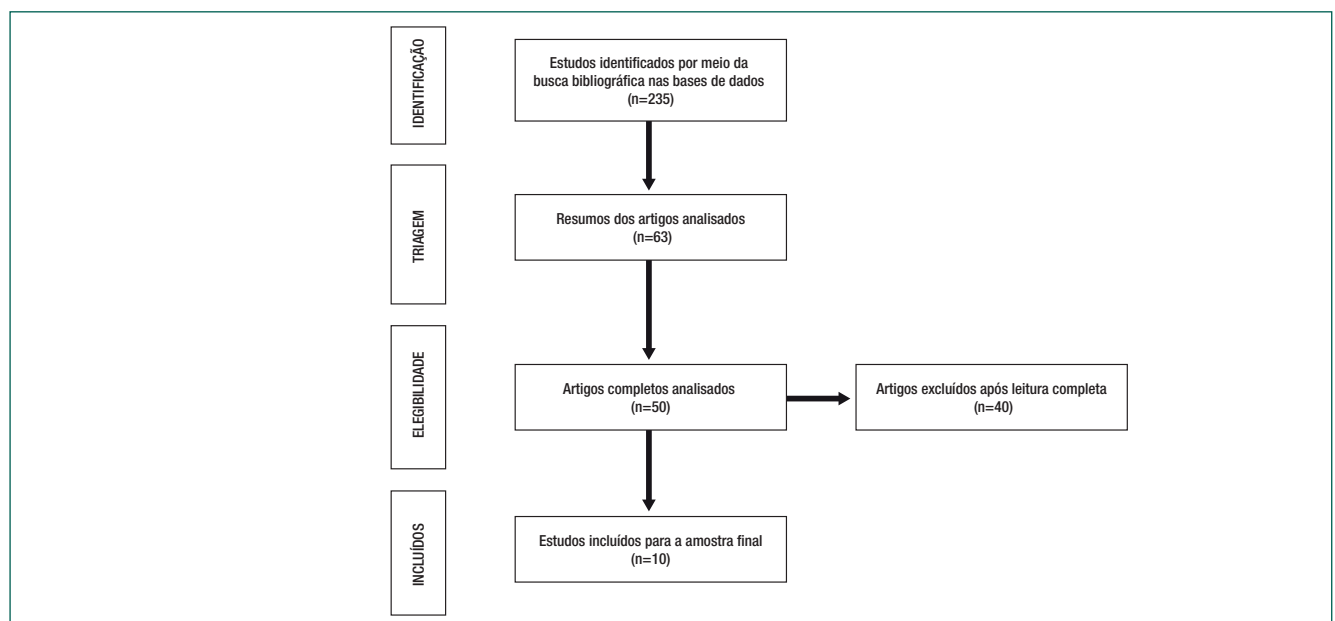 IDENTIFICAÇÃO
Estudos identificados por meio da
busca bibliográfica nas bases de dados
(n=235)
TRIAGEM
Resumos dos artigos analisados
(n=63)
ELEGIBILIDADE
Artigos completos analisados
(n=50)
Artigos excluídos após leitura completa
(n=40)
INCLUÍDOS
Estudos incluídos para a amostra final
(n=10)